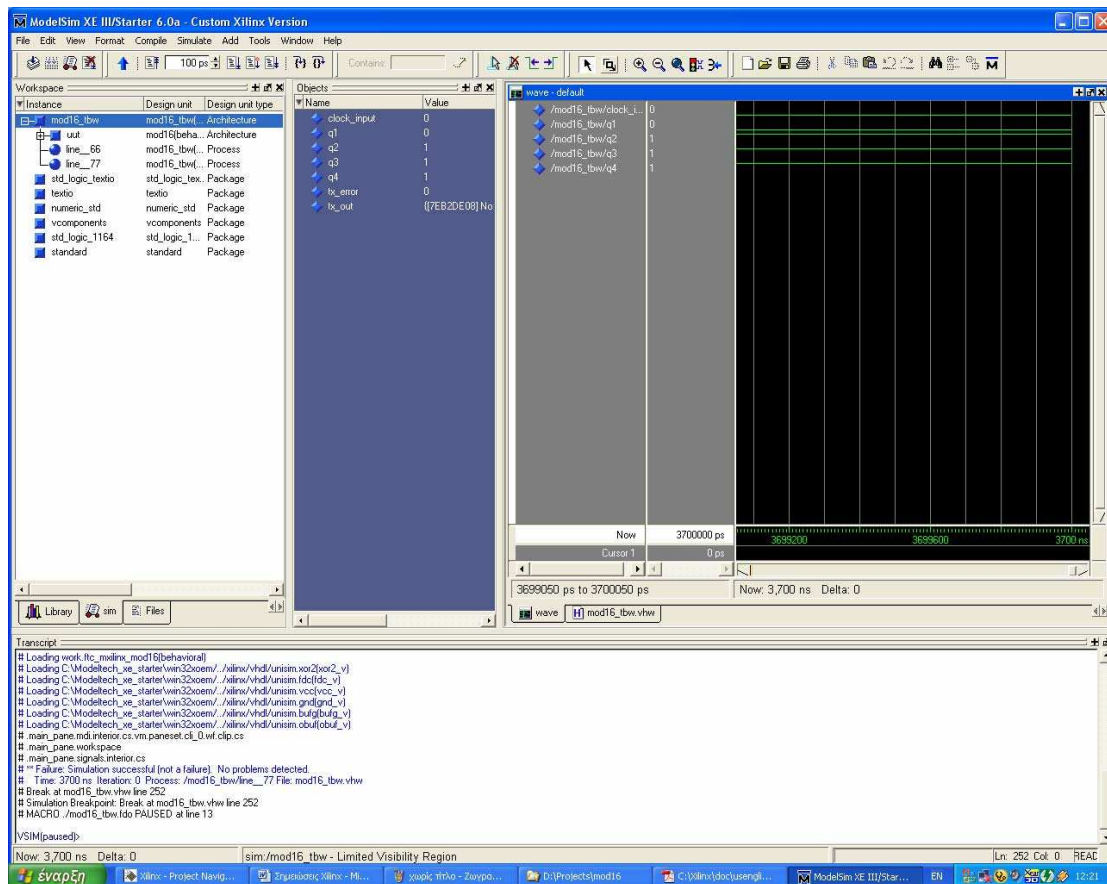 ModelSim XE III/Starter 6.0a - Custom Xilinx Version
File Edit View Format Compile Simulate Add Tools Window Help
100 ps Contains:
Workspace
Instance Design unit Design unit type
mod16_tbw mod16_tbw(... Architecture
uut mod16(beha... Architecture
line__66 mod16_tbw(... Process
line__77 mod16_tbw(... Process
std_logic_textio std_logic_tex... Package
textio textio Package
numeric_std numeric_std Package
vcomponents vcomponents Package
std_logic_1164 std_logic_1... Package
standard standard Package
Library sim Files
Objects
Name Value
clock_input 0
q1 0
q2 1
q3 1
q4 1
tx_error 0
tx_out {[7EB2DE08] No
wave - default
/mod16_tbw/clock_i... 0
/mod16_tbw/q1 0
/mod16_tbw/q2 1
/mod16_tbw/q3 1
/mod16_tbw/q4 1
Now 3700000 ps 3699200 3699600 3700 ns
Cursor 1 0 ps
3699050 ps to 3700050 ps Now: 3,700 ns Delta: 0
wave mod16_tbw.vhw
Transcript
# Loading work.ftc_mxilinx_mod16(behavioral)
# Loading C:\Modeltech_xe_starter\win32xoem/../xilinx/vhdl/unisim.xor2(xor2_v)
# Loading C:\Modeltech_xe_starter\win32xoem/../xilinx/vhdl/unisim.fdc(fdc_v)
# Loading C:\Modeltech_xe_starter\win32xoem/../xilinx/vhdl/unisim.vcc(vcc_v)
# Loading C:\Modeltech_xe_starter\win32xoem/../xilinx/vhdl/unisim.gnd(gnd_v)
# Loading C:\Modeltech_xe_starter\win32xoem/../xilinx/vhdl/unisim.bufg(bufg_v)
# Loading C:\Modeltech_xe_starter\win32xoem/../xilinx/vhdl/unisim.obuf(obuf_v)
# .main_pane.mdi.interior.cs.vm.paneset.cli_0.wf.clip.cs
# .main_pane.workspace
# .main_pane.signals.interior.cs
# ** Failure: Simulation successful (not a failure). No problems detected.
# Time: 3700 ns Iteration: 0 Process: /mod16_tbw/line__77 File: mod16_tbw.vhw
# Break at mod16_tbw.vhw line 252
# Simulation Breakpoint: Break at mod16_tbw.vhw line 252
# MACRO ./mod16_tbw.fdo PAUSED at line 13
VSIM(paused)>
Now: 3,700 ns Delta: 0 sim:/mod16_tbw - Limited Visibility Region Ln: 252 Col: 0 READ
έναρξη Xilinx - Project Navig... Σημειώσεις Xilinx - Mi... χωρίς τίτλο - Ζωγρα... D:\Projects\mod16 C:\Xilinx\doc\usengli... ModelSim XE III/Star... EN 12:21